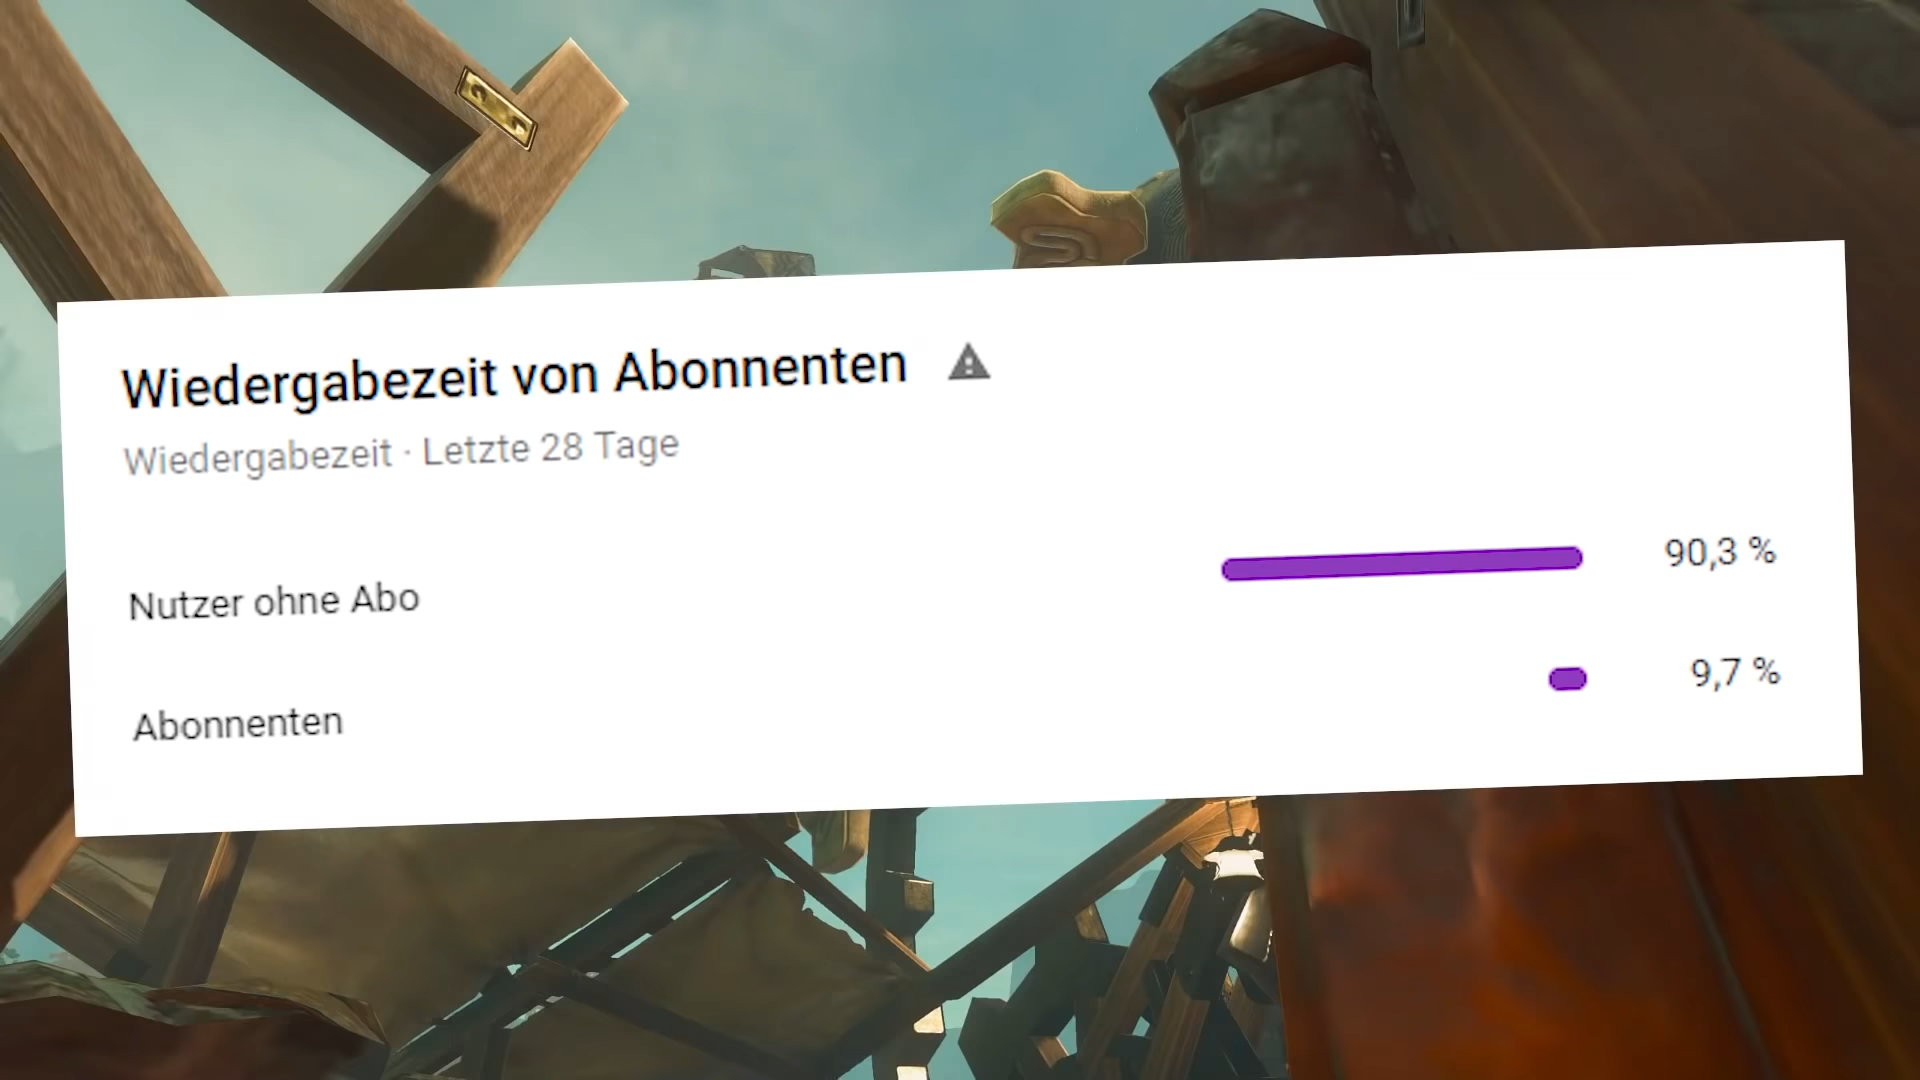 Wiedergabezeit von Abonnenten
Wiedergabezeit · Letzte 28 Tage
Nutzer ohne Abo 90,3 %
Abonnenten 9,7 %